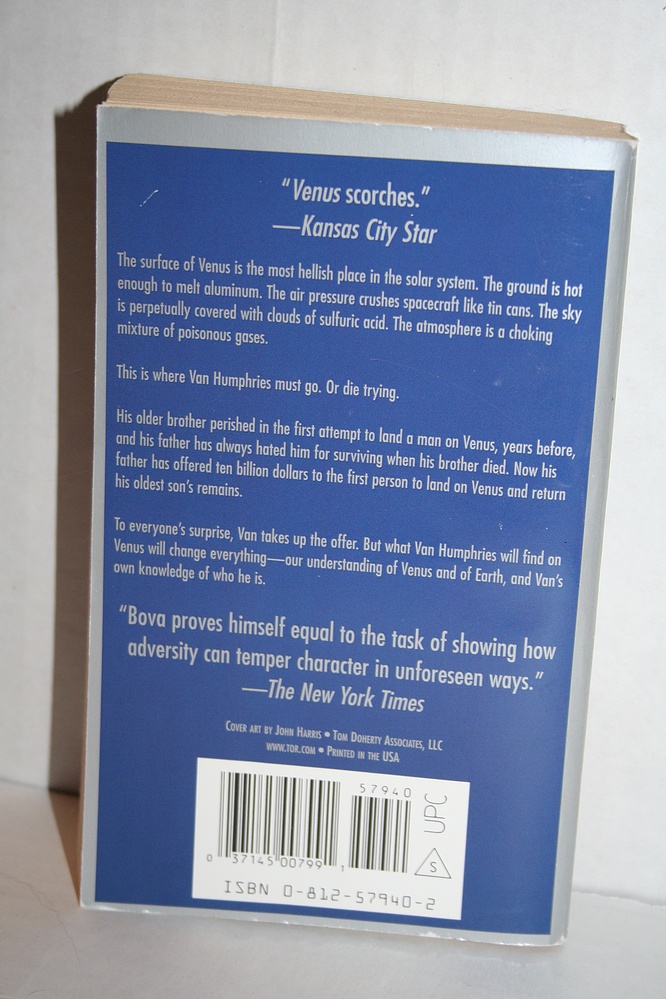 “Venus scorches.”
—Kansas City Star
The surface of Venus is the most hellish place in the solar system. The ground is hot
enough to melt aluminum. The air pressure crushes spacecraft like tin cans. The sky
is perpetually covered with clouds of sulfuric acid. The atmosphere is a choking
mixture of poisonous gases.
This is where Van Humphries must go. Or die trying.
His older brother perished in the first attempt to land a man on Venus, years before,
and his father has always hated him for surviving when his brother died. Now his
father has offered ten billion dollars to the first person to land on Venus and return
his oldest son’s remains.
To everyone’s surprise, Van takes up the offer. But what Van Humphries will find on
Venus will change everything—our understanding of Venus and of Earth, and Van’s
own knowledge of who he is.
“Bova proves himself equal to the task of showing how
adversity can temper character in unforeseen ways.”
—The New York Times
Cover art by John Harris • Tom Doherty Associates, LLC
www.tor.com • Printed in the USA
57940
UPC
0 37145 00799 1
S
ISBN 0-812-57940-2